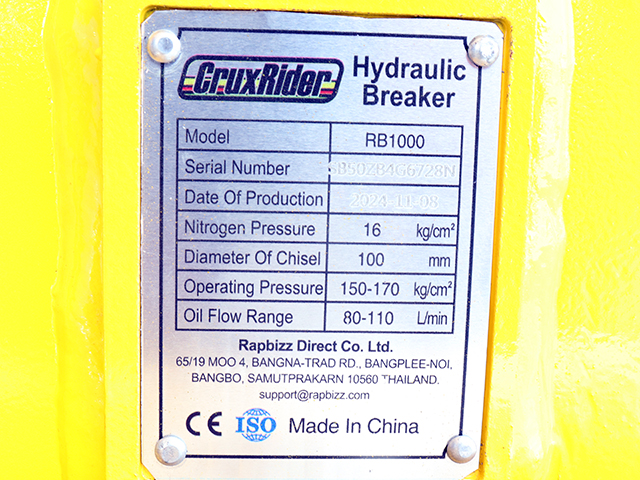 CruxRider
Hydraulic
Breaker
Model RB1000
Serial Number
Date Of Production 2024-11-08
Nitrogen Pressure 16 kg/cm²
Diameter Of Chisel 100 mm
Operating Pressure 150-170 kg/cm²
Oil Flow Range 80-110 L/min
Rapbizz Direct Co. Ltd.
65/19 MOO 4, BANGNA-TRAD RD., BANGPLEE-NOI,
BANGBO, SAMUTPRAKARN 10560 THAILAND.
support@rapbizz.com
CE ISO Made In China